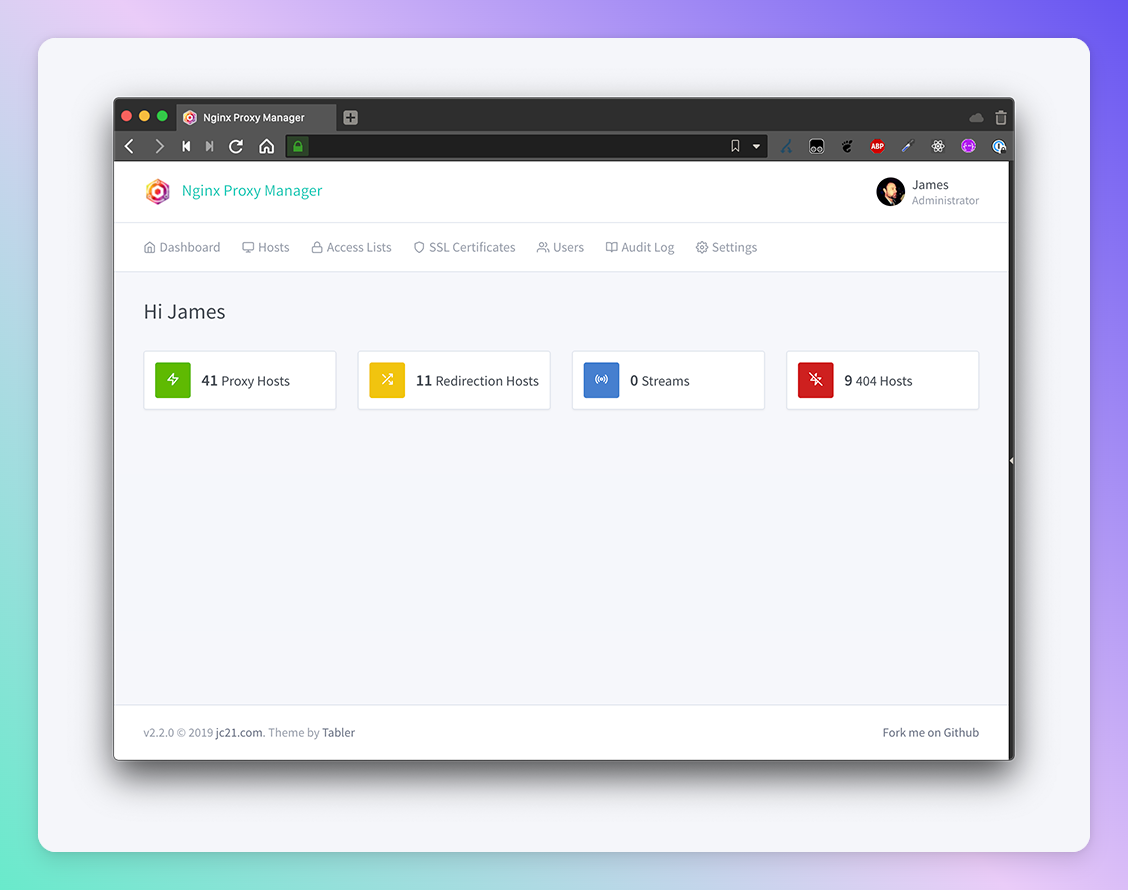 Nginx Proxy Manager
ABP
Nginx Proxy Manager
James
Administrator
Dashboard Hosts Access Lists SSL Certificates Users Audit Log Settings
Hi James
41 Proxy Hosts 11 Redirection Hosts 0 Streams 9 404 Hosts
v2.2.0 © 2019 jc21.com. Theme by Tabler Fork me on Github